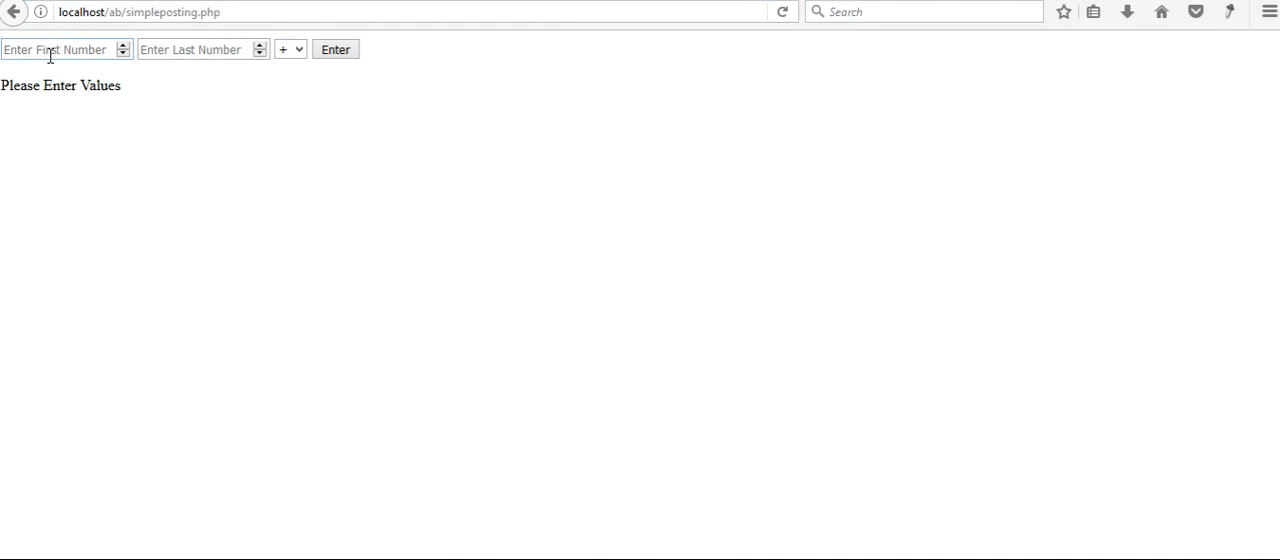 localhost/ab/simpleposting.php Search
Enter First Number Enter Last Number + Enter
Please Enter Values